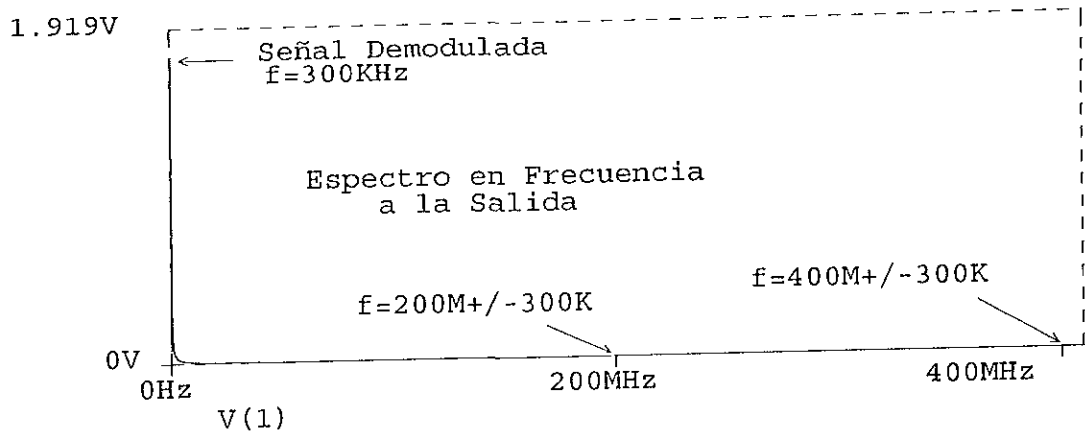 1.919V
Señal Demodulada
f=300KHz
Espectro en Frecuencia
a la Salida
f=200M+/-300K
f=400M+/-300K
0V
0Hz
200MHz
400MHz
V(1)